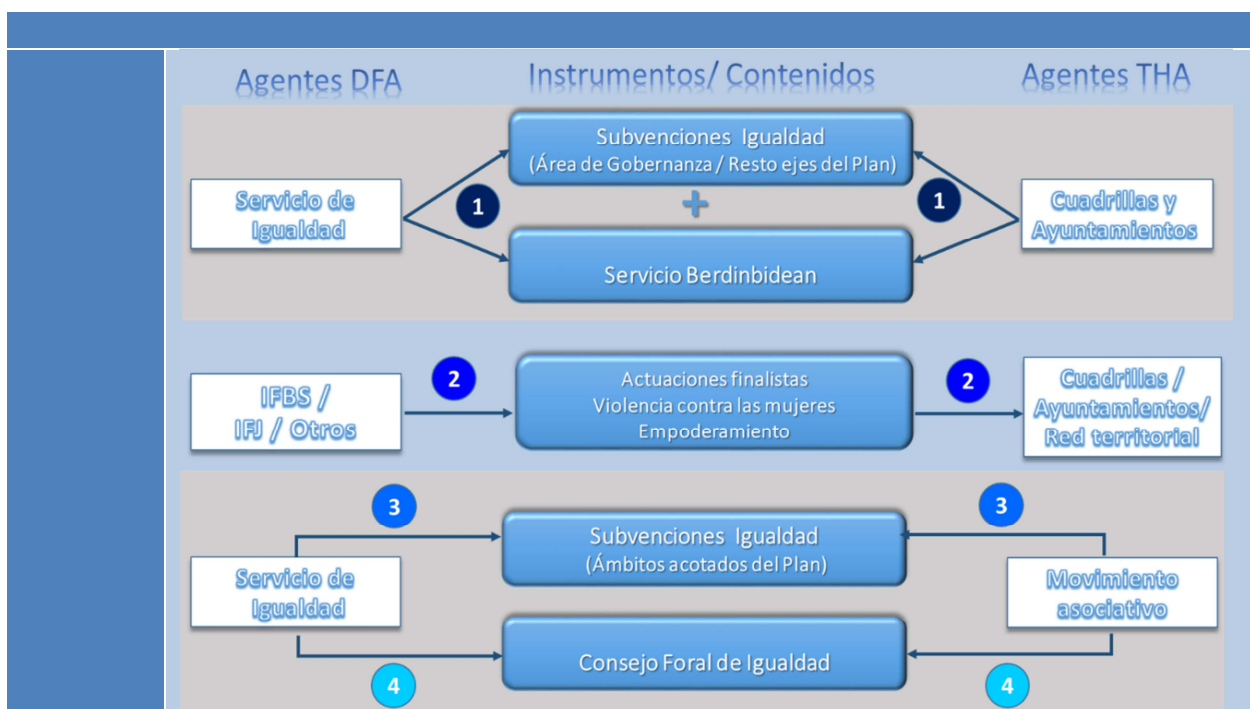 Agentes DFA
Instrumentos/ Contenidos
Agentes THA
Servicio de
Igualdad
1
Subvenciones Igualdad
(Área de Gobernanza / Resto ejes del Plan)
+
Servicio Berdinbidean
1
Cuadrillas y
Ayuntamientos
IFBS /
IFJ / Otros
2
Actuaciones finalistas
Violencia contra las mujeres
Empoderamiento
2
Cuadrillas /
Ayuntamientos/
Red territorial
Servicio de
Igualdad
3
Subvenciones Igualdad
(Ámbitos acotados del Plan)
3
Movimiento
asociativo
4
Consejo Foral de Igualdad
4